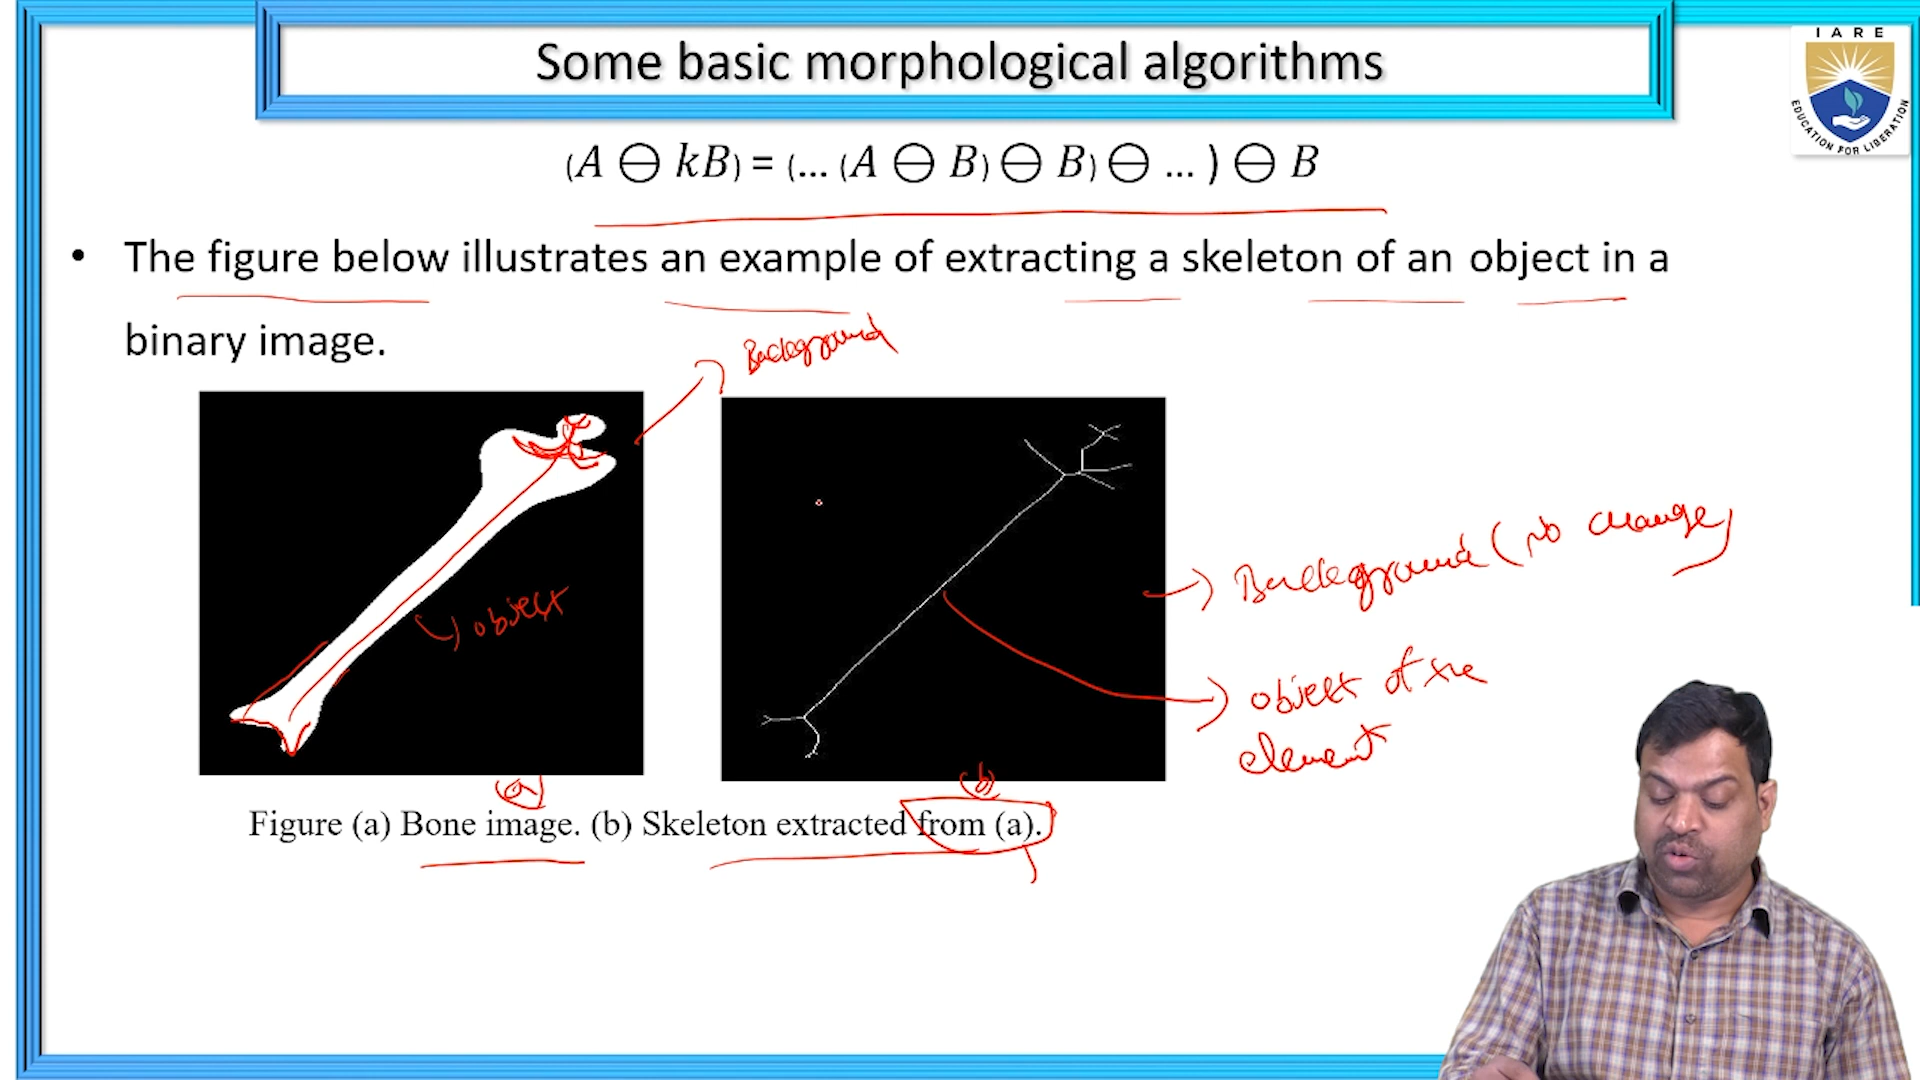 Some basic morphological algorithms
I A R E
EDUCATION FOR LIBERATION
(A ⊖ kB) = (... (A ⊖ B) ⊖ B) ⊖ ... ) ⊖ B
• The figure below illustrates an example of extracting a skeleton of an object in a
binary image.
Background
object
Background (no change)
object of the
element
(a)
(b)
Figure (a) Bone image. (b) Skeleton extracted from (a).